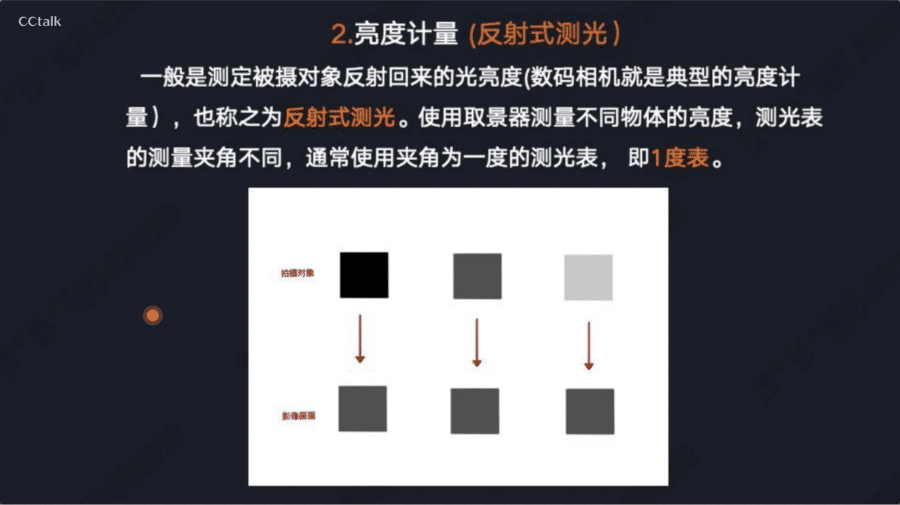 CCtalk
2.亮度计量 (反射式测光）
一般是测定被摄对象反射回来的光亮度(数码相机就是典型的亮度计
量），也称之为反射式测光。使用取景器测量不同物体的亮度，测光表
的测量夹角不同，通常使用夹角为一度的测光表， 即1度表。
拍摄对象
影像画面